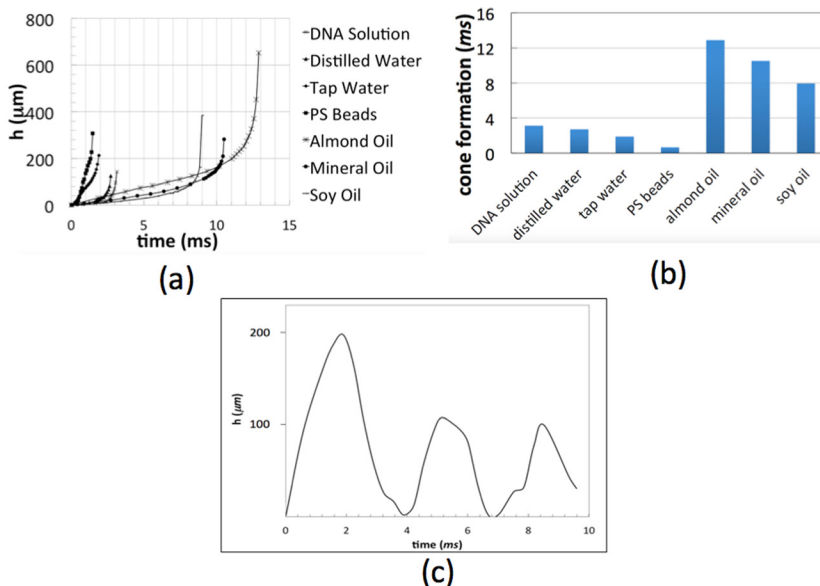 800
600
400
200
0
h (μm)
0 5 10 15
time (ms)
DNA Solution
Distilled Water
Tap Water
PS Beads
Almond Oil
Mineral Oil
Soy Oil
(a)
cone formation (ms)
16
12
8
4
0
DNA solution
distilled water
tap water
PS beads
almond oil
mineral oil
soy oil
(b)
200
100
h (μm)
0 2 4 6 8 10
time (ms)
(c)